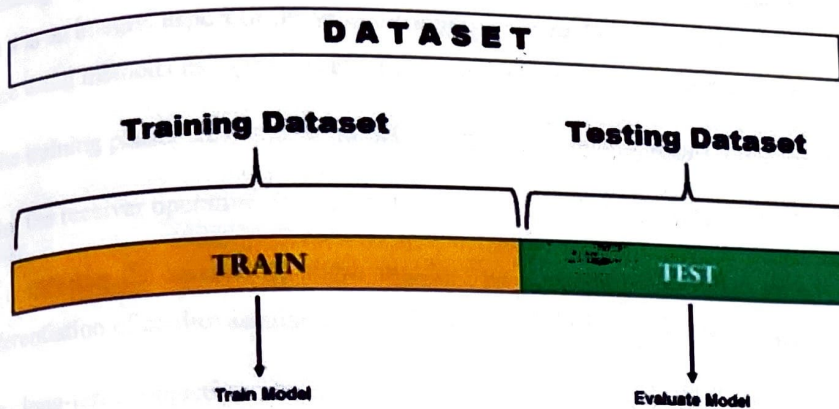 DATASET
Training Dataset
Testing Dataset
TRAIN
TEST
Train Model
Evaluate Model